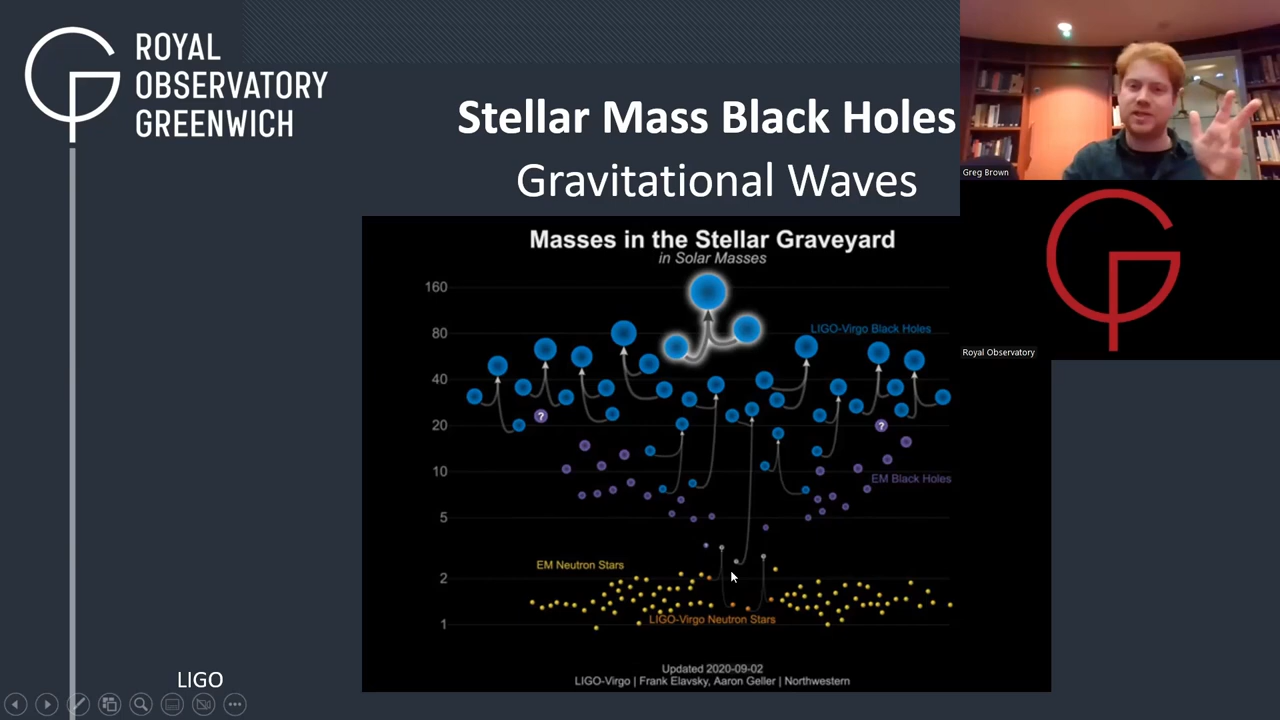 ROYAL
OBSERVATORY
GREENWICH
Stellar Mass Black Holes
Gravitational Waves
Greg Brown
Royal Observatory
Masses in the Stellar Graveyard
in Solar Masses
160
80
LIGO-Virgo Black Holes
40
20
?
?
10
EM Black Holes
5
EM Neutron Stars
2
LIGO-Virgo Neutron Stars
1
Updated 2020-09-02
LIGO-Virgo | Frank Elavsky, Aaron Geller | Northwestern
LIGO